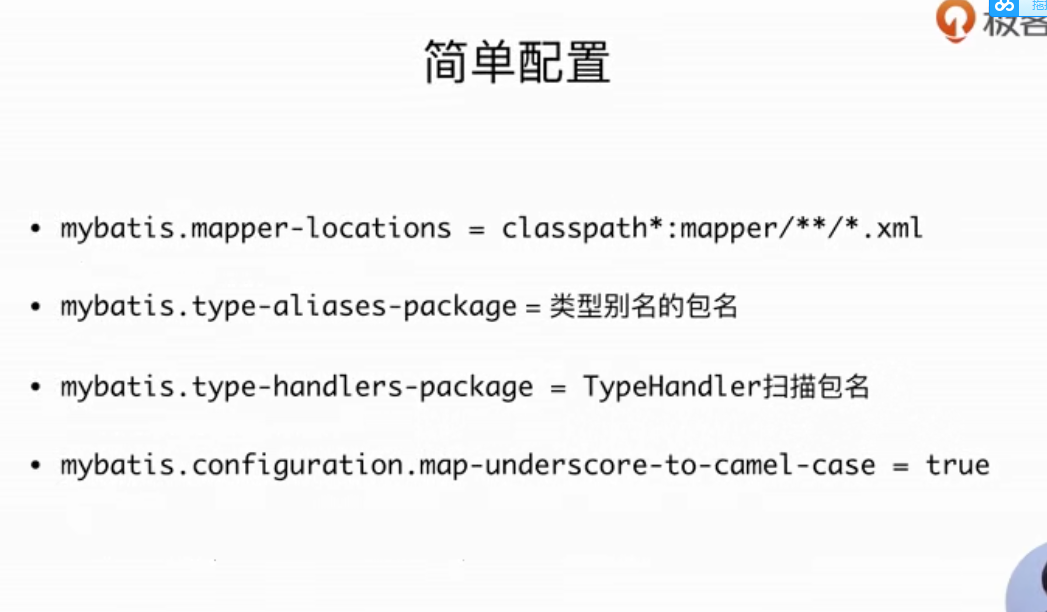 极客
简单配置
• mybatis.mapper-locations = classpath*:mapper/**/*.xml
• mybatis.type-aliases-package = 类型别名的包名
• mybatis.type-handlers-package = TypeHandler扫描包名
• mybatis.configuration.map-underscore-to-camel-case = true